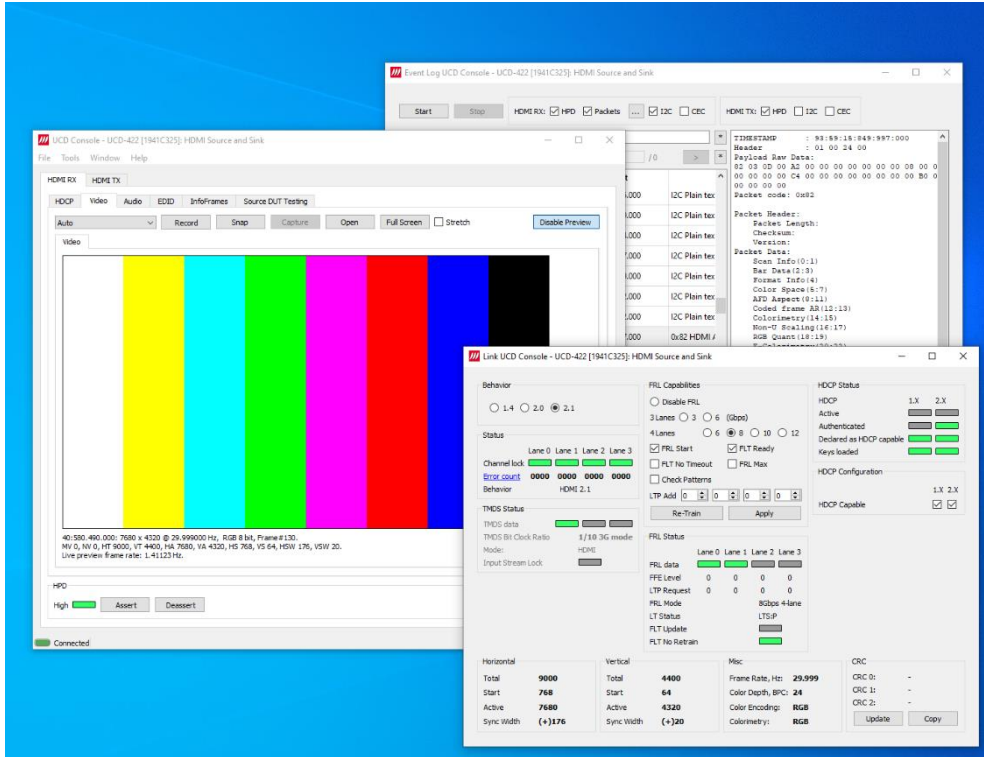 Event Log UCD Console - UCD-422 [1941C325]: HDMI Source and Sink
Start Stop HDMI RX: HPD Packets ... I2C CEC HDMI TX: HPD I2C CEC
/0 >
TIMESTAMP : 93:59:15:849:997:000
Header : 01 00 24 00
Payload Raw Data:
82 03 0D 00 A2 00 00 00 00 00 00 00 08 00 0
00 00 00 00 C4 00 00 00 00 00 00 00 00 B0 0
00 00 00 00
Packet code: 0x82
Packet Header:
Packet Length:
Checksum:
Version:
Packet Data:
Scan Info(0:1)
Bar Data(2:3)
Format Info(4)
Color Space(5:7)
AFD Aspect(8:11)
Coded frame AR(12:13)
Colorimetry(14:15)
Non-U Scaling(16:17)
RGB Quant(18:19)
.000 I2C Plain tex
.000 I2C Plain tex
.000 I2C Plain tex
.000 I2C Plain tex
.000 I2C Plain tex
.000 I2C Plain tex
.000 I2C Plain tex
.000 0x82 HDMI
UCD Console - UCD-422 [1941C325]: HDMI Source and Sink
File Tools Window Help
HDMI RX HDMI TX
HDCP Video Audio EDID InfoFrames Source DUT Testing
Auto Record Snap Capture Open Full Screen Stretch Disable Preview
Video
40:580.490.000: 7680 x 4320 @ 29.999000 Hz, RGB 8 bit, Frame#130.
MV 0, NV 0, HT 9000, VT 4400, HA 7680, VA 4320, HS 768, VS 64, HSW 176, VSW 20.
Live preview frame rate: 1.41123 Hz.
HPD
High Assert Deassert
Connected
Link UCD Console - UCD-422 [1941C325]: HDMI Source and Sink
Behavior
1.4 2.0 2.1
Status
Lane 0 Lane 1 Lane 2 Lane 3
Channel lock
Error count 0000 0000 0000 0000
Behavior HDMI 2.1
TMDS Status
TMDS data
TMDS Bit Clock Ratio 1/10 3G mode
Mode: HDMI
Input Stream Lock
FRL Capabilities
Disable FRL
3 Lanes 3 6 (Gbps)
4 Lanes 6 8 10 12
FRL Start FLT Ready
FLT No Timeout FRL Max
Check Patterns
LTP Add 0 0 0 0
Re-Train Apply
FRL Status
Lane 0 Lane 1 Lane 2 Lane 3
FRL data
FFE Level 0 0 0 0
LTP Request 0 0 0 0
FRL Mode 8Gbps 4-lane
LT Status LTS:P
FLT Update
FLT No Retrain
HDCP Status
HDCP 1.X 2.X
Active
Authenticated
Declared as HDCP capable
Keys loaded
HDCP Configuration
1.X 2.X
HDCP Capable
Horizontal
Total 9000
Start 768
Active 7680
Sync Width (+)176
Vertical
Total 4400
Start 64
Active 4320
Sync Width (+)20
Misc
Frame Rate, Hz: 29.999
Color Depth, BPC: 24
Color Encoding: RGB
Colorimetry: RGB
CRC
CRC 0: -
CRC 1: -
CRC 2: -
Update Copy